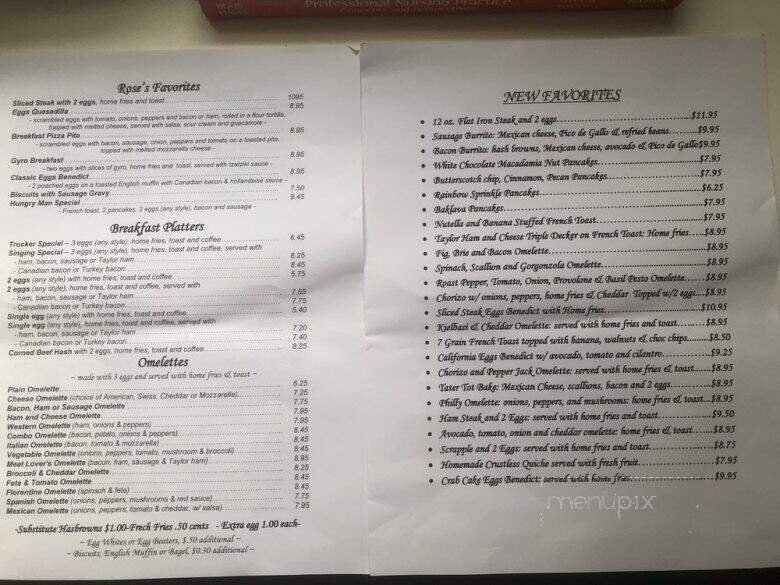 Professional Nursing Practice
Rose's Favorites
Sliced Steak with 2 eggs, home fries and toast 1095
Eggs Quesadilla 8.95
- scrambled eggs with tomato, onions, peppers and bacon or ham, rolled in a flour tortilla,
topped with melted cheese, served with salsa, sour cream and guacamole -
Breakfast Pizza Pita 8.95
- scrambled eggs with bacon, sausage, onion, peppers and tomato on a toasted pita,
topped with melted mozzarella cheese -
Gyro Breakfast 8.95
- two eggs with slices of gyro, home fries and toast, served with tzatziki sauce -
Classic Eggs Benedict 8.95
- 2 poached eggs on a toasted English muffin with Canadian bacon & hollendaise sauce -
Biscuits with Sausage Gravy 7.50
Hungry Man Special 9.45
- French toast, 2 pancakes, 2 eggs (any style), bacon and sausage -
Breakfast Platters
Trucker Special – 3 eggs (any style), home fries, toast and coffee 6.45
Singing Special – 3 eggs (any style), home fries, toast and coffee, served with
- ham, bacon, sausage or Taylor ham 8.25
- Canadian bacon or Turkey bacon 8.45
2 eggs (any style) with home fries, toast and coffee 5.75
2 eggs (any style), home fries, toast and coffee, served with
- ham, bacon, sausage or Taylor ham 7.55
- Canadian bacon or Turkey bacon 7.75
Single egg (any style), home fries, toast and coffee 5.40
Single egg (any style), home fries, toast and coffee, served with
- ham, bacon, sausage or Taylor ham 7.20
- Canadian bacon or Turkey bacon 7.40
Corned Beef Hash with 2 eggs, home fries, toast and coffee 8.25
Omelettes
~ made with 3 eggs and served with home fries & toast ~
Plain Omelette 6.25
Cheese Omelette (choice of American, Swiss, Cheddar or Mozzarella) 7.25
Bacon, Ham or Sausage Omelette 7.75
Ham and Cheese Omelette 7.95
Western Omelette (ham, onions & peppers) 7.95
Combo Omelette (bacon, potato, onions & peppers) 8.45
Italian Omelette (bacon, tomato & mozzarella) 8.45
Vegetable Omelette (onions, peppers, tomato, mushroom & broccoli) 8.45
Meat Lover's Omelette (bacon, ham, sausage & Taylor ham) 8.95
Broccoli & Cheddar Omelette 8.25
Feta & Tomato Omelette 8.45
Florentine Omelette (spinach & feta) 8.25
Spanish Omelette (onions, peppers, mushrooms & red sauce) 7.75
Mexican Omelette (onions, peppers, tomato & cheddar, w/ salsa) 7.95
-Substitute Hasbrowns $1.00-Frech Fries .50 cents - Extra egg 1.00 each-
~ Egg Whites or Egg Beaters, $.50 additional ~
~ Biscuits, English Muffin or Bagel, $0.30 additional ~
NEW FAVORITES
• 12 oz. Flat Iron Steak and 2 eggs $11.95
• Sausage Burrito: Mexican cheese, Pico de Gallo & refried beans $9.95
• Bacon Burrito: hash browns, Mexican cheese, avocado & Pico de Gallo $9.95
• White Chocolate Macadamia Nut Pancakes $7.95
• Butterscotch chip, Cinnamon, Pecan Pancakes $7.95
• Rainbow Sprinkle Pancakes $6.25
• Baklava Pancakes $7.95
• Nutella and Banana Stuffed French Toast $7.95
• Taylor Ham and Cheese Triple Decker on French Toast: Home fries $8.95
• Fig, Brie and Bacon Omelette $8.95
• Spinach, Scallion and Gorgonzola Omelette $8.95
• Roast Pepper, Tomato, Onion, Provolone & Basil Pesto Omelette $8.95
• Chorizo w/ onions, peppers, home fries & Cheddar Topped w/2 eggs $8.95
• Sliced Steak Eggs Benedict with Home fries $10.95
• Kielbasi & Cheddar Omelette: served with home fries and toast $8.95
• 7 Grain French Toast topped with banana, walnuts & choc chips $8.50
• California Eggs Benedict w/ avocado, tomato and cilantro $9.25
• Chorizo and Pepper Jack Omelette: served with home fries & toast $8.95
• Tater Tot Bake: Mexican Cheese, scallions, bacon and 2 eggs $8.95
• Philly Omelette: onions, peppers, and mushrooms: home fries & toast $8.95
• Ham Steak and 2 Eggs: served with home fries and toast $9.50
• Avocado, tomato, onion and cheddar omelette: home fries & toast $8.95
• Scrapple and 2 Eggs: served with home fries and toast $8.75
• Homemade Crustless Quiche served with fresh fruit $7.95
• Crab Cake Eggs Benedict: served with home fries $9.95
menupix